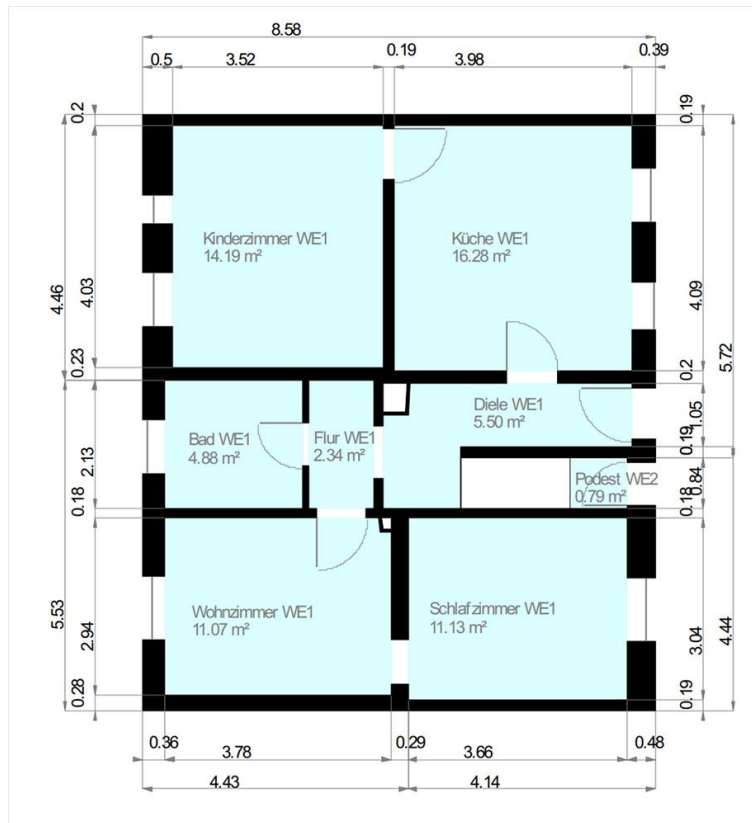 8.58
0.19
0.5
3.52
3.98
0.39
0.2
0.19
4.46
4.03
Kinderzimmer WE1
14.19 m²
Küche WE1
16.28 m²
4.09
5.72
0.23
0.2
Diele WE1
5.50 m²
1.05
Bad WE1
4.88 m²
Flur WE1
2.34 m²
2.13
0.19
Podest WE2
0.79 m²
0.84
0.18
0.18
5.53
2.94
Wohnzimmer WE1
11.07 m²
Schlafzimmer WE1
11.13 m²
3.04
4.44
0.28
0.19
0.36
3.78
0.29
3.66
0.48
4.43
4.14